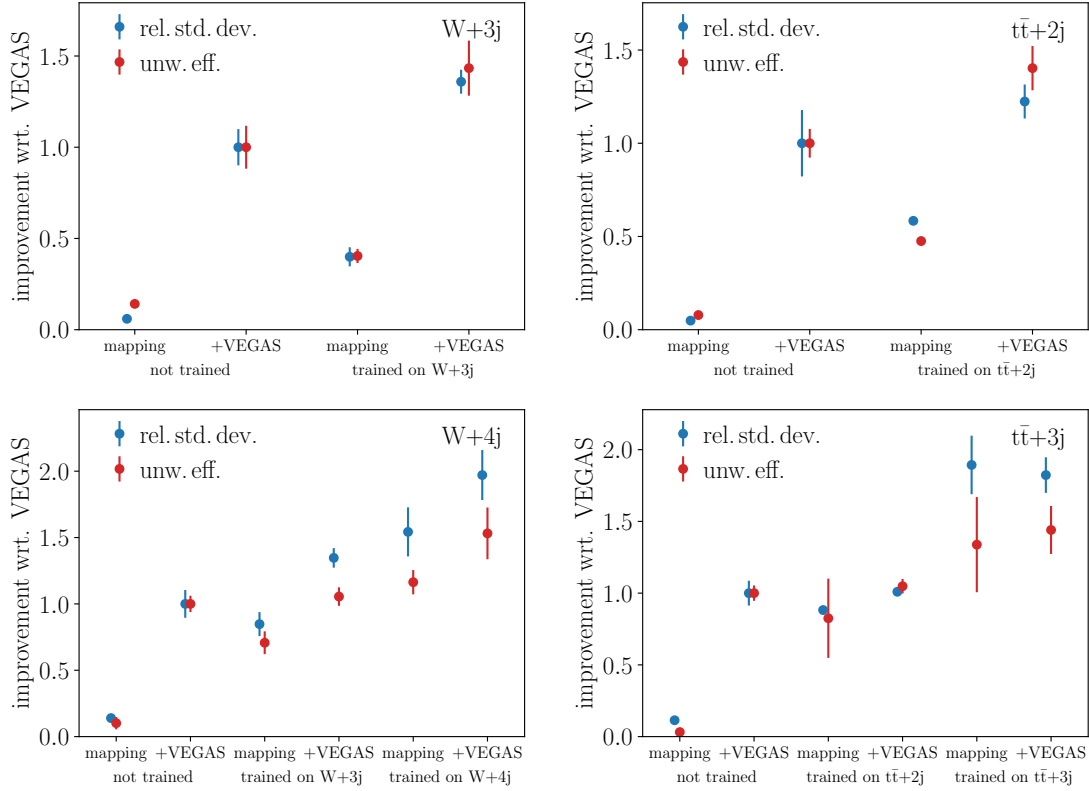 improvement wrt. VEGAS
rel. std. dev.
unw. eff.
W+3j
1.5
1.0
0.5
0.0
mapping +VEGAS mapping +VEGAS
not trained trained on W+3j
improvement wrt. VEGAS
rel. std. dev.
unw. eff.
tt̄+2j
1.5
1.0
0.5
0.0
mapping +VEGAS mapping +VEGAS
not trained trained on tt̄+2j
improvement wrt. VEGAS
rel. std. dev.
unw. eff.
W+4j
2.0
1.5
1.0
0.5
0.0
mapping +VEGAS mapping +VEGAS mapping +VEGAS
not trained trained on W+3j trained on W+4j
improvement wrt. VEGAS
rel. std. dev.
unw. eff.
tt̄+3j
2.0
1.5
1.0
0.5
0.0
mapping +VEGAS mapping +VEGAS mapping +VEGAS
not trained trained on tt̄+2j trained on tt̄+3j